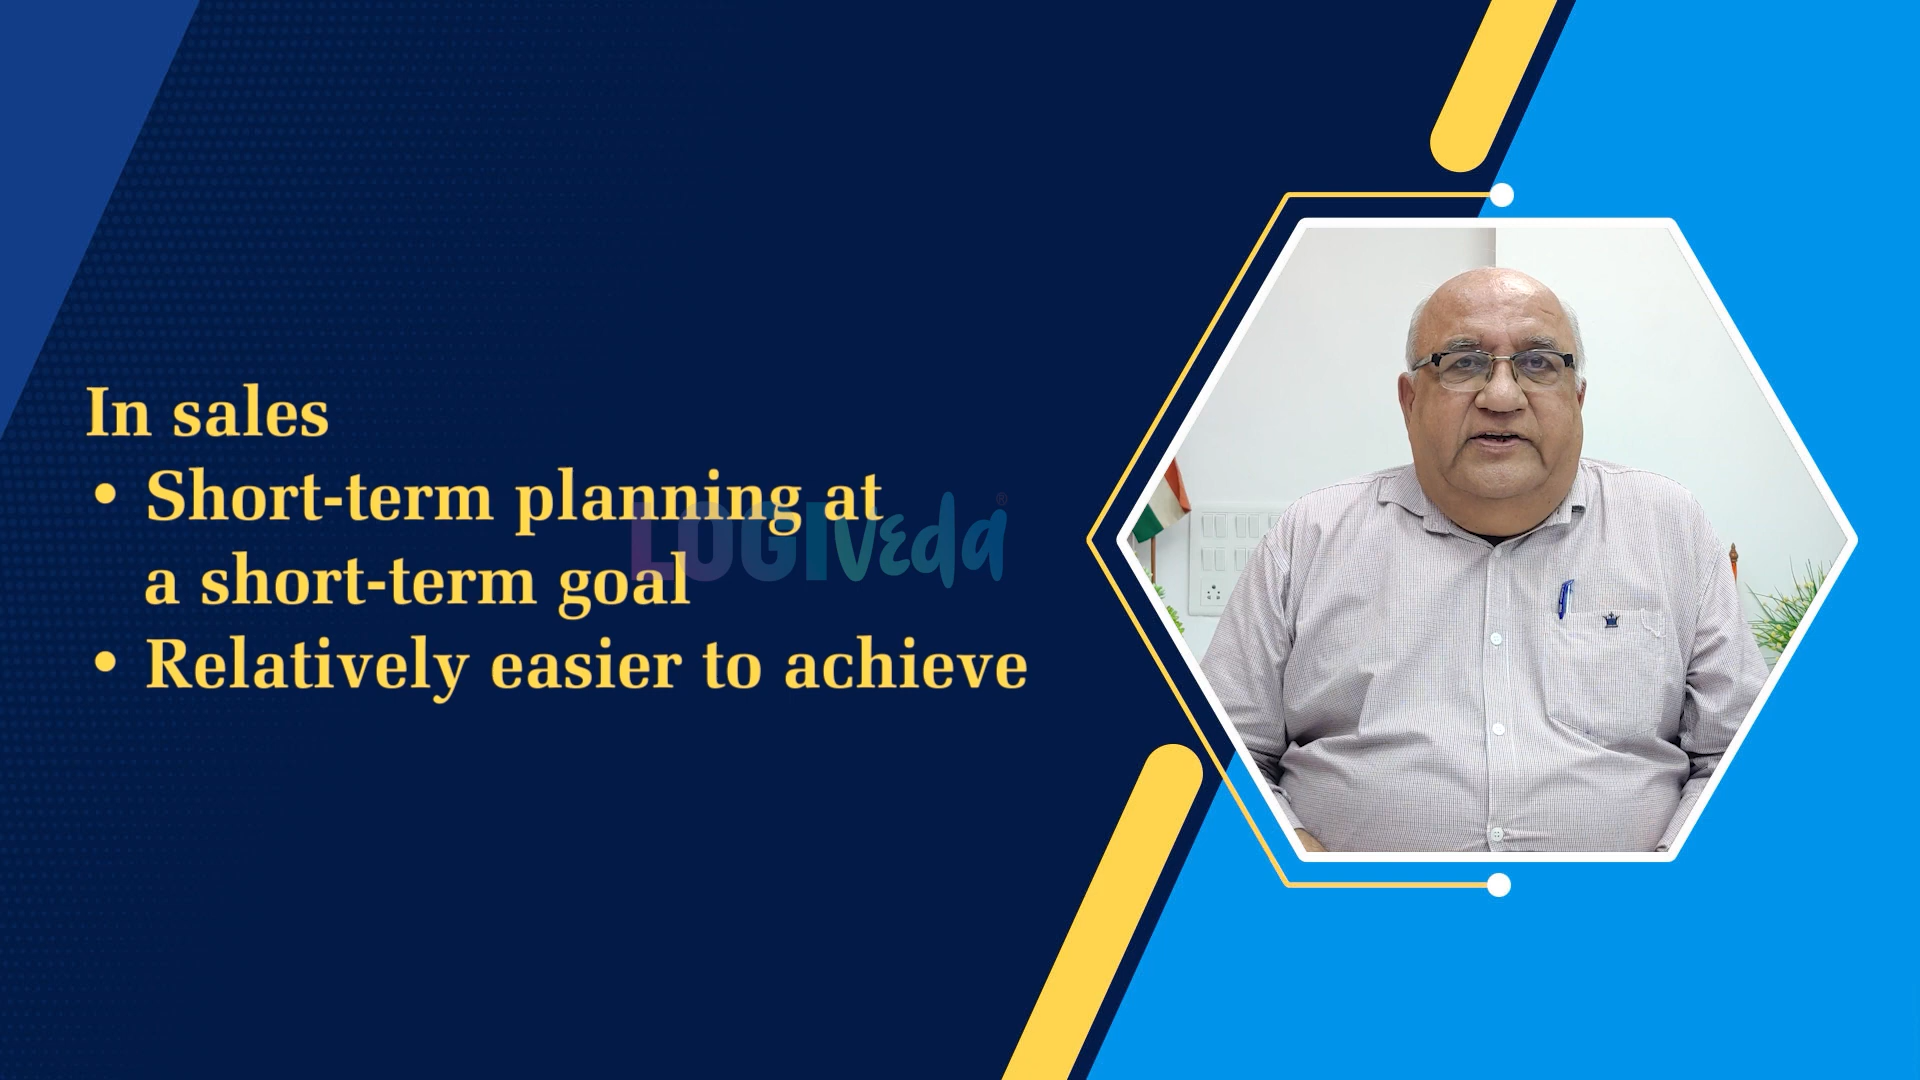 In sales
• Short-term planning at
a short-term goal
• Relatively easier to achieve
LOGIVeda®